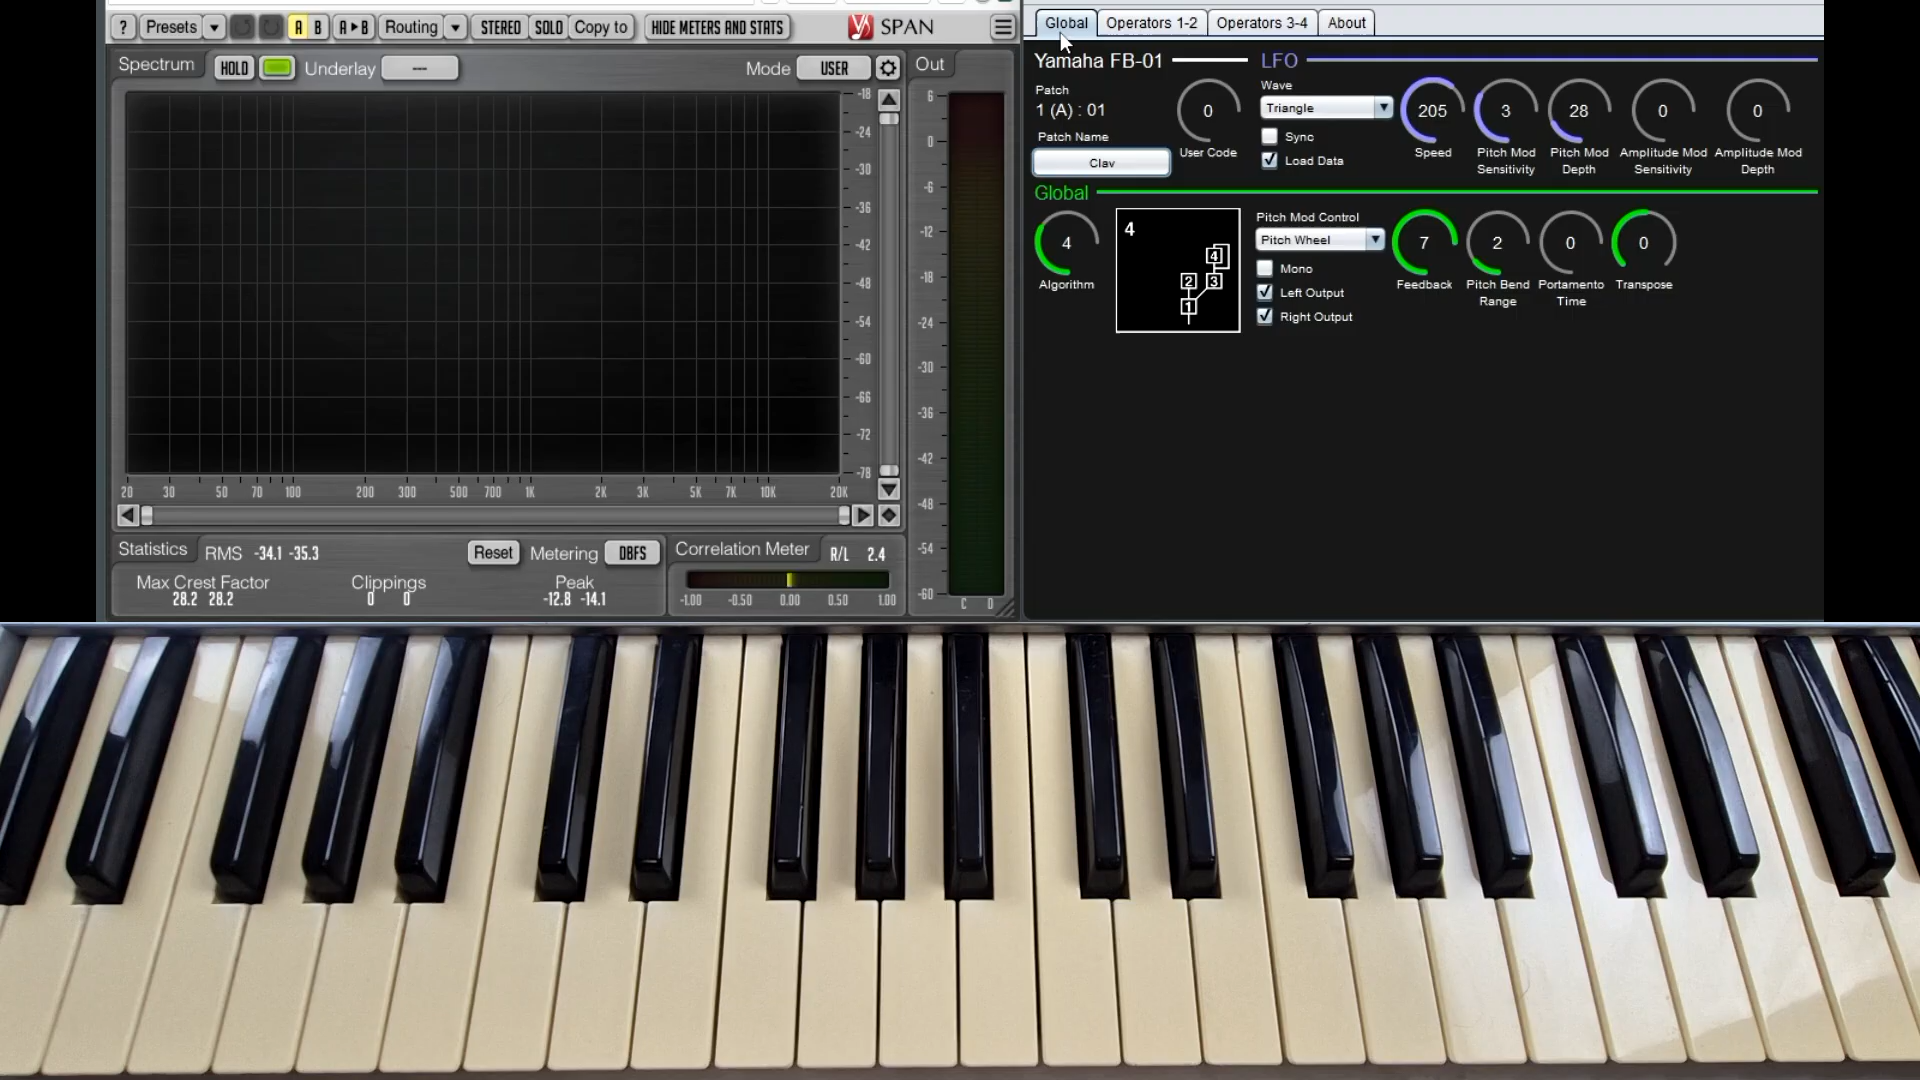 ? Presets A B A▶B Routing STEREO SOLO Copy to HIDE METERS AND STATS SPAN
Spectrum HOLD Underlay --- Mode USER Out
-18
-24
-30
-36
-42
-48
-54
-60
-66
-72
-78
20 30 50 70 100 200 300 500 700 1K 2K 3K 5K 7K 10K 20K
6
0
-6
-12
-18
-24
-30
-36
-42
-48
-54
-60
C D
Statistics RMS -34.1 -35.3 Reset Metering DBFS
Max Crest Factor Clippings Peak
28.2 28.2 0 0 -12.8 -14.1
Correlation Meter R/L 2.4
-1.00 -0.50 0.00 0.50 1.00
Global Operators 1-2 Operators 3-4 About
Yamaha FB-01
Patch
1 (A) : 01
Patch Name
Clav
0
User Code
LFO
Wave
Triangle
Sync
Load Data
205 3 28 0 0
Speed Pitch Mod Sensitivity Pitch Mod Depth Amplitude Mod Sensitivity Amplitude Mod Depth
Global
4
Algorithm
4
4
2 3
1
Pitch Mod Control
Pitch Wheel
Mono
Left Output
Right Output
7 2 0 0
Feedback Pitch Bend Range Portamento Time Transpose